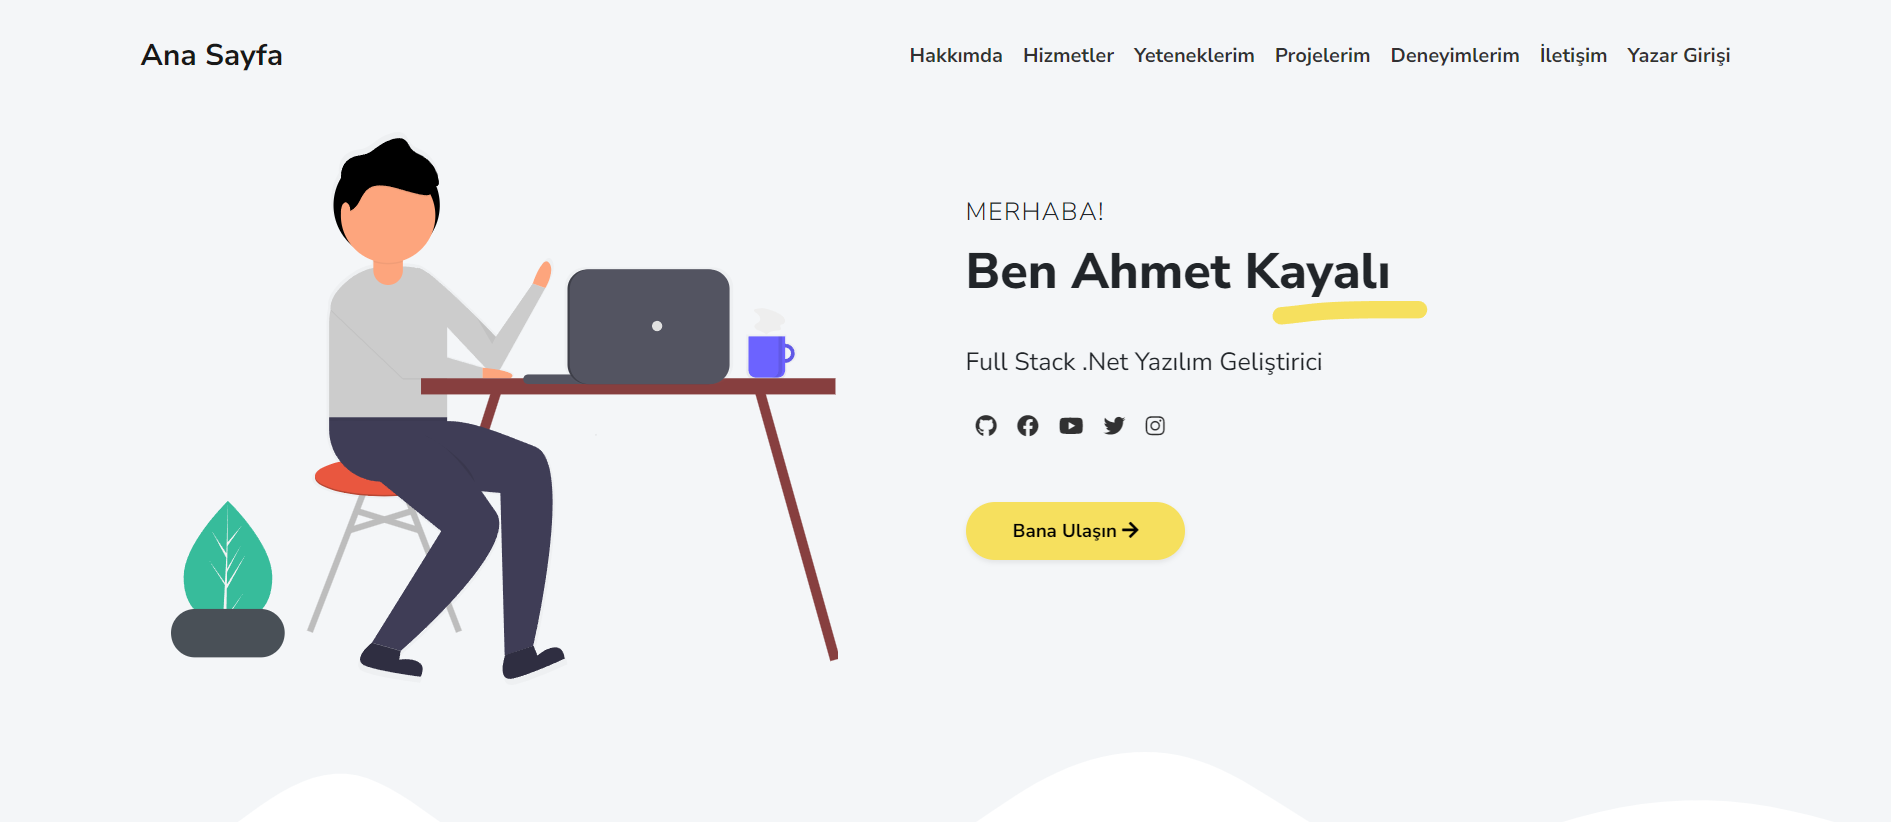 Ana Sayfa
Hakkımda Hizmetler Yeteneklerim Projelerim Deneyimlerim İletişim Yazar Girişi
MERHABA!
Ben Ahmet Kayalı
Full Stack .Net Yazılım Geliştirici
Bana Ulaşın